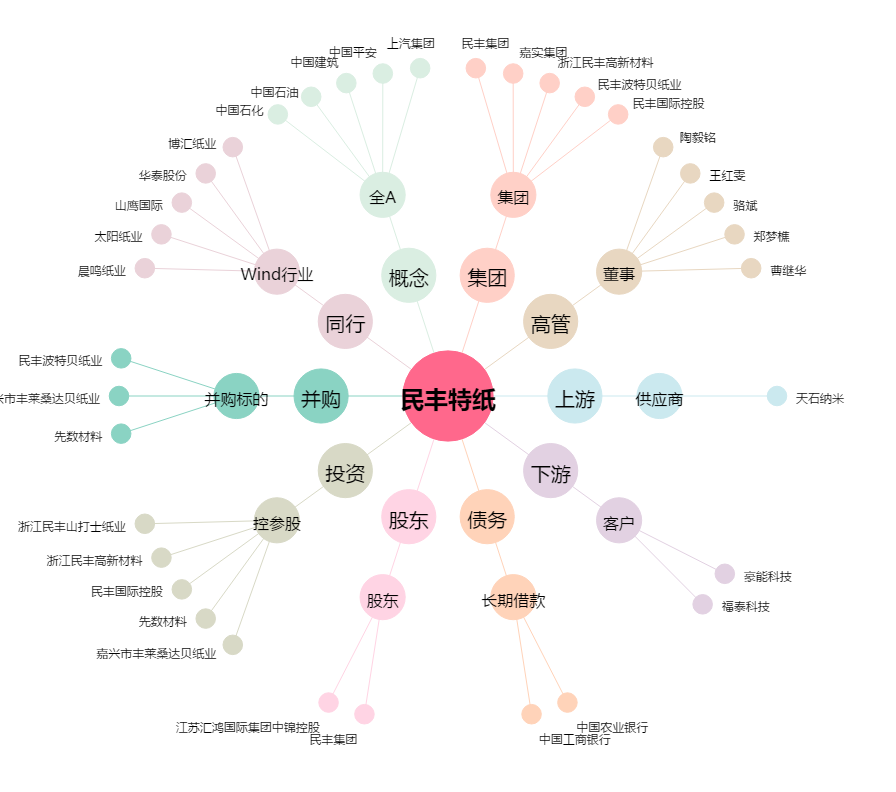 上汽集团
民丰集团
中国平安
嘉实集团
中国建筑
浙江民丰高新材料
中国石油
民丰波特贝纸业
中国石化
民丰国际控股
博汇纸业
陶毅铭
华泰股份
王红雯
全A
集团
山鹰国际
骆斌
太阳纸业
郑梦樵
晨鸣纸业
Wind行业
概念
集团
董事
曹继华
同行
高管
民丰波特贝纸业
兴市丰莱桑达贝纸业
并购标的
并购
民丰特纸
上游
供应商
天石纳米
先数材料
投资
下游
浙江民丰山打士纸业
控参股
股东
债务
客户
浙江民丰高新材料
豪能科技
民丰国际控股
股东
长期借款
福泰科技
先数材料
嘉兴市丰莱桑达贝纸业
江苏汇鸿国际集团中锦控股
中国农业银行
民丰集团
中国工商银行